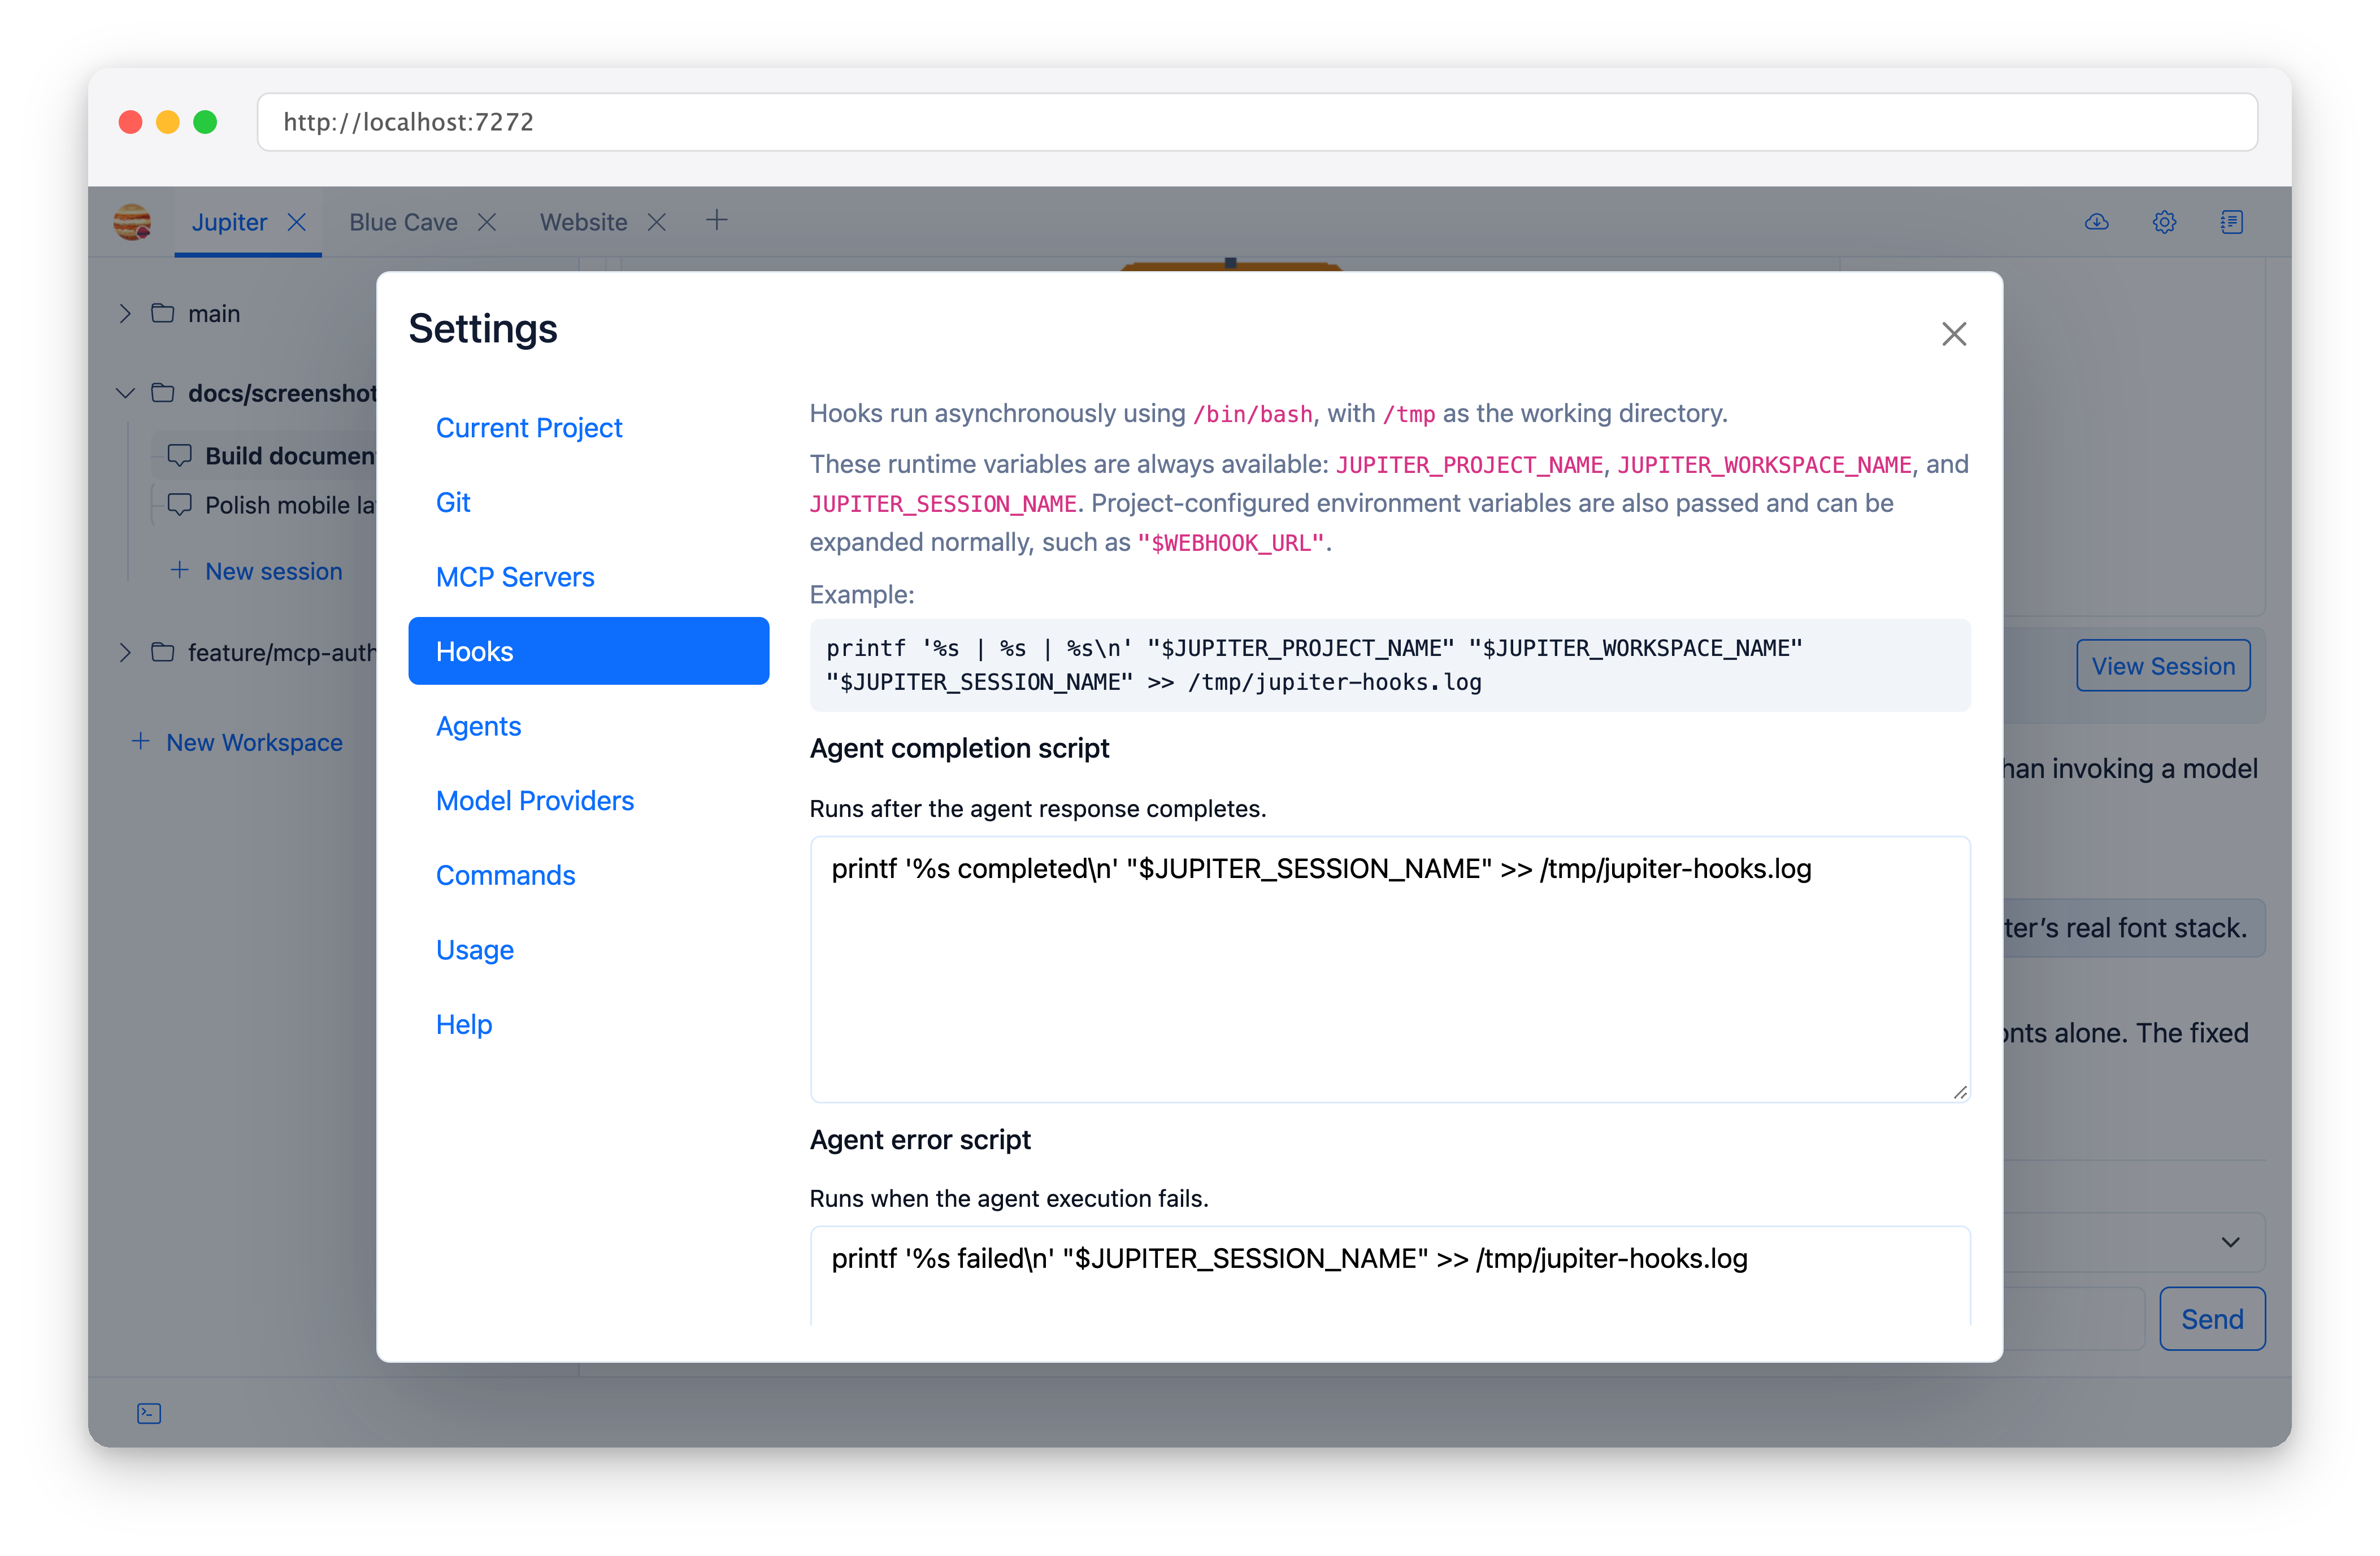 http://localhost:7272
Jupiter
Blue Cave
Website
main
docs/screenshot
Build documen
Polish mobile la
New session
feature/mcp-auth
New Workspace
Settings
Current Project
Git
MCP Servers
Hooks
Agents
Model Providers
Commands
Usage
Help
Hooks run asynchronously using /bin/bash, with /tmp as the working directory.
These runtime variables are always available: JUPITER_PROJECT_NAME, JUPITER_WORKSPACE_NAME, and
JUPITER_SESSION_NAME. Project-configured environment variables are also passed and can be
expanded normally, such as "$WEBHOOK_URL".
Example:
printf '%s | %s | %s\n' "$JUPITER_PROJECT_NAME" "$JUPITER_WORKSPACE_NAME"
"$JUPITER_SESSION_NAME" >> /tmp/jupiter-hooks.log
Agent completion script
Runs after the agent response completes.
printf '%s completed\n' "$JUPITER_SESSION_NAME" >> /tmp/jupiter-hooks.log
Agent error script
Runs when the agent execution fails.
printf '%s failed\n' "$JUPITER_SESSION_NAME" >> /tmp/jupiter-hooks.log
View Session
han invoking a model
ter’s real font stack.
onts alone. The fixed
Send